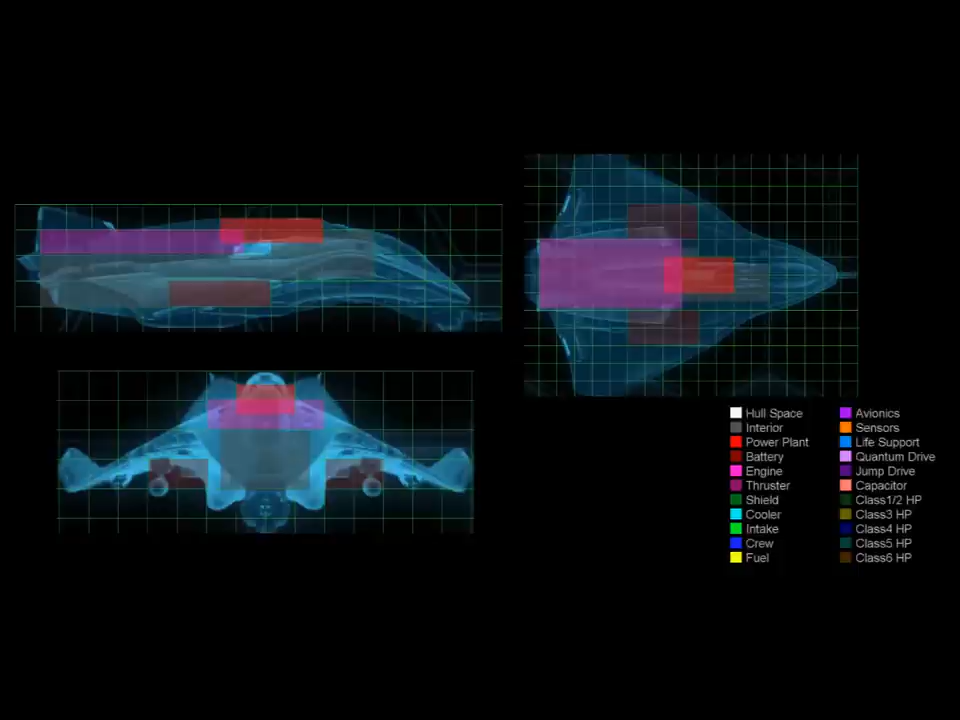 Hull Space
Interior
Power Plant
Battery
Engine
Thruster
Shield
Cooler
Intake
Crew
Fuel
Avionics
Sensors
Life Support
Quantum Drive
Jump Drive
Capacitor
Class1/2 HP
Class3 HP
Class4 HP
Class5 HP
Class6 HP